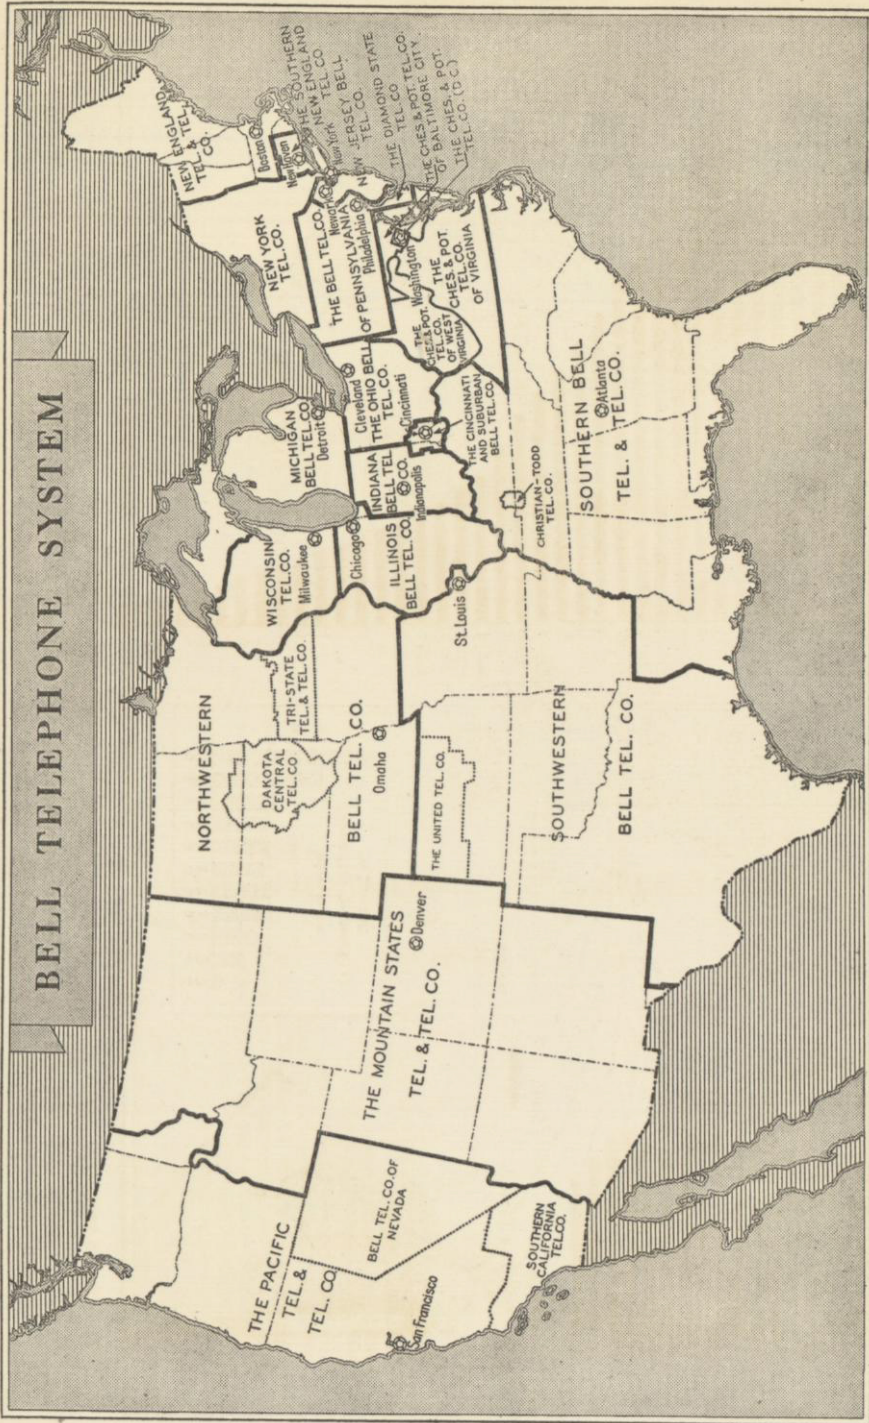 BELL TELEPHONE SYSTEM
THE PACIFIC
TEL. &
TEL. CO.
San Francisco
BELL TEL. CO. OF
NEVADA
SOUTHERN
CALIFORNIA
TEL.CO.
THE MOUNTAIN STATES
TEL. & TEL. CO.
Denver
NORTHWESTERN
BELL TEL. CO.
Omaha
DAKOTA
CENTRAL
TEL. CO
TRI-STATE
TEL. & TEL. CO.
THE UNITED TEL. CO.
SOUTHWESTERN
BELL TEL. CO.
St. Louis
WISCONSIN
TEL. CO.
Milwaukee
Chicago
ILLINOIS
BELL TEL. CO.
MICHIGAN
BELL TEL. CO.
Detroit
INDIANA
BELL TEL.
CO.
Indianapolis
Cleveland
THE OHIO BELL
TEL. CO.
Cincinnati
THE CINCINNATI
AND SUBURBAN
BELL TEL. CO.
CHRISTIAN-TODD
TEL. CO.
SOUTHERN BELL
TEL. & TEL. CO.
Atlanta
NEW YORK
TEL. CO.
THE BELL TEL. CO.
OF PENNSYLVANIA
Philadelphia
Newark
New York
NEW ENGLAND
TEL. & TEL.
CO.
Boston
New Haven
THE SOUTHERN
NEW ENGLAND
TEL. CO
NEW JERSEY BELL
TEL. CO.
THE DIAMOND STATE
TEL. CO
THE CHES. & POT. TEL. CO.
OF BALTIMORE CITY.
THE CHES. & POT.
TEL. CO. (D.C.)
Washington
THE
CHES. & POT.
TEL. CO.
OF WEST
VIRGINIA
THE
CHES. & POT.
TEL. CO.
OF VIRGINIA